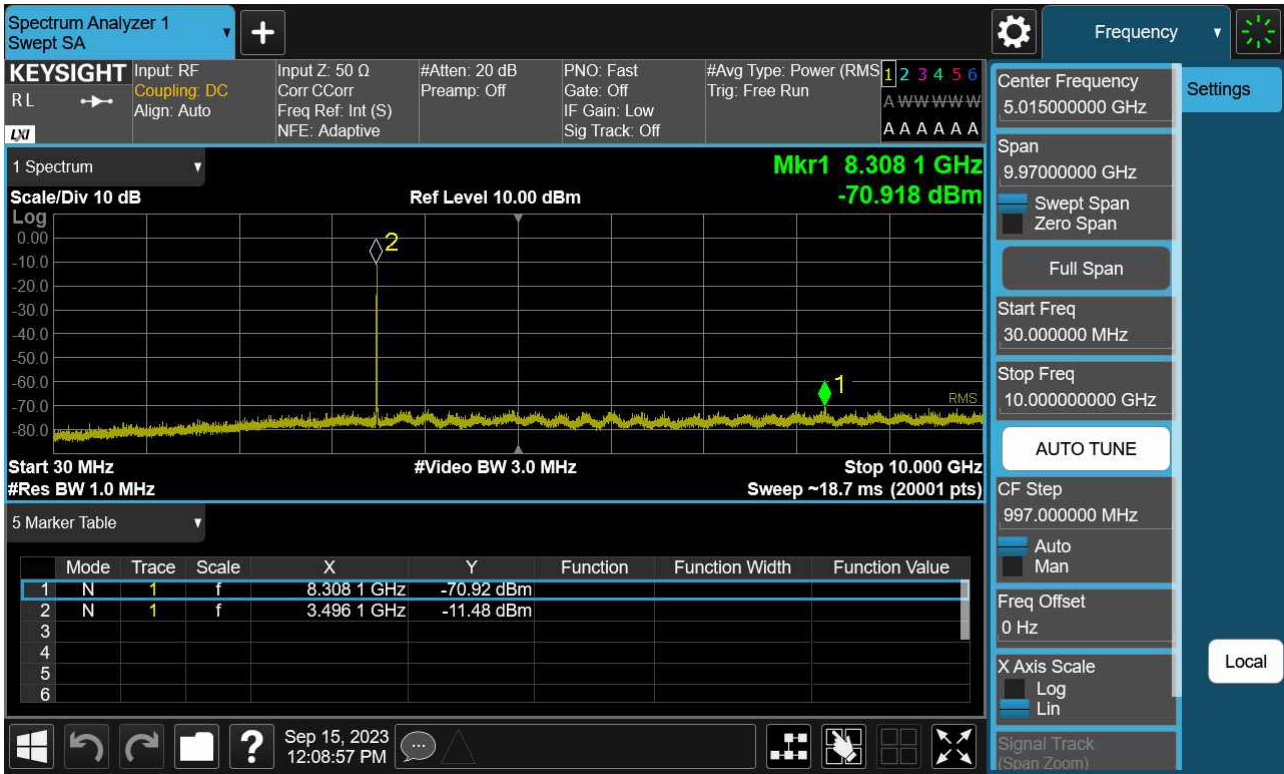 Spectrum Analyzer 1
Swept SA
+
Frequency
KEYSIGHT
RL
LXI
Input: RF
Coupling: DC
Align: Auto
Input Z: 50 Ω
Corr CCorr
Freq Ref: Int (S)
NFE: Adaptive
#Atten: 20 dB
Preamp: Off
PNO: Fast
Gate: Off
IF Gain: Low
Sig Track: Off
#Avg Type: Power (RMS
Trig: Free Run
1 2 3 4 5 6
A W W W W W
A A A A A A
1 Spectrum
Scale/Div 10 dB
Ref Level 10.00 dBm
Mkr1 8.308 1 GHz
-70.918 dBm
Log
0.00
-10.0
-20.0
-30.0
-40.0
-50.0
-60.0
-70.0
-80.0
2
1
RMS
Start 30 MHz
#Video BW 3.0 MHz
Stop 10.000 GHz
#Res BW 1.0 MHz
Sweep ~18.7 ms (20001 pts)
5 Marker Table
Mode Trace Scale X Y Function Function Width Function Value
1 N 1 f 8.308 1 GHz -70.92 dBm
2 N 1 f 3.496 1 GHz -11.48 dBm
3
4
5
6
Center Frequency
5.015000000 GHz
Span
9.97000000 GHz
Swept Span
Zero Span
Full Span
Start Freq
30.000000 MHz
Stop Freq
10.000000000 GHz
AUTO TUNE
CF Step
997.000000 MHz
Auto
Man
Freq Offset
0 Hz
X Axis Scale
Log
Lin
Signal Track
(Span Zoom)
Settings
Local
?
Sep 15, 2023
12:08:57 PM